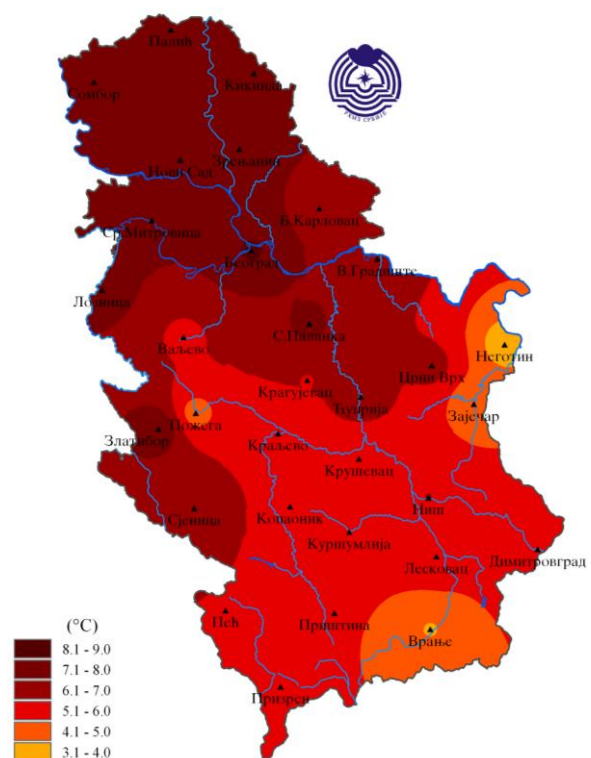 Палић
Кикинда
Сомбор
РХМЗ СРБИЈЕ
Зрењанин
Нови Сад
Б.Карловац
Ср.Митровица
Београд
В.Градиште
Лозница
С.Паланка
Ваљево
Неготин
Црни Врх
Крагујевац
Ћуприја
Зајечар
Пожега
Златибор
Краљево
Крушевац
Ниш
Сјеница
Копаоник
Куршумлија
Лесковац
Димитровград
Пећ
Приштина
Врање
Призрен
(°C)
8.1 - 9.0
7.1 - 8.0
6.1 - 7.0
5.1 - 6.0
4.1 - 5.0
3.1 - 4.0